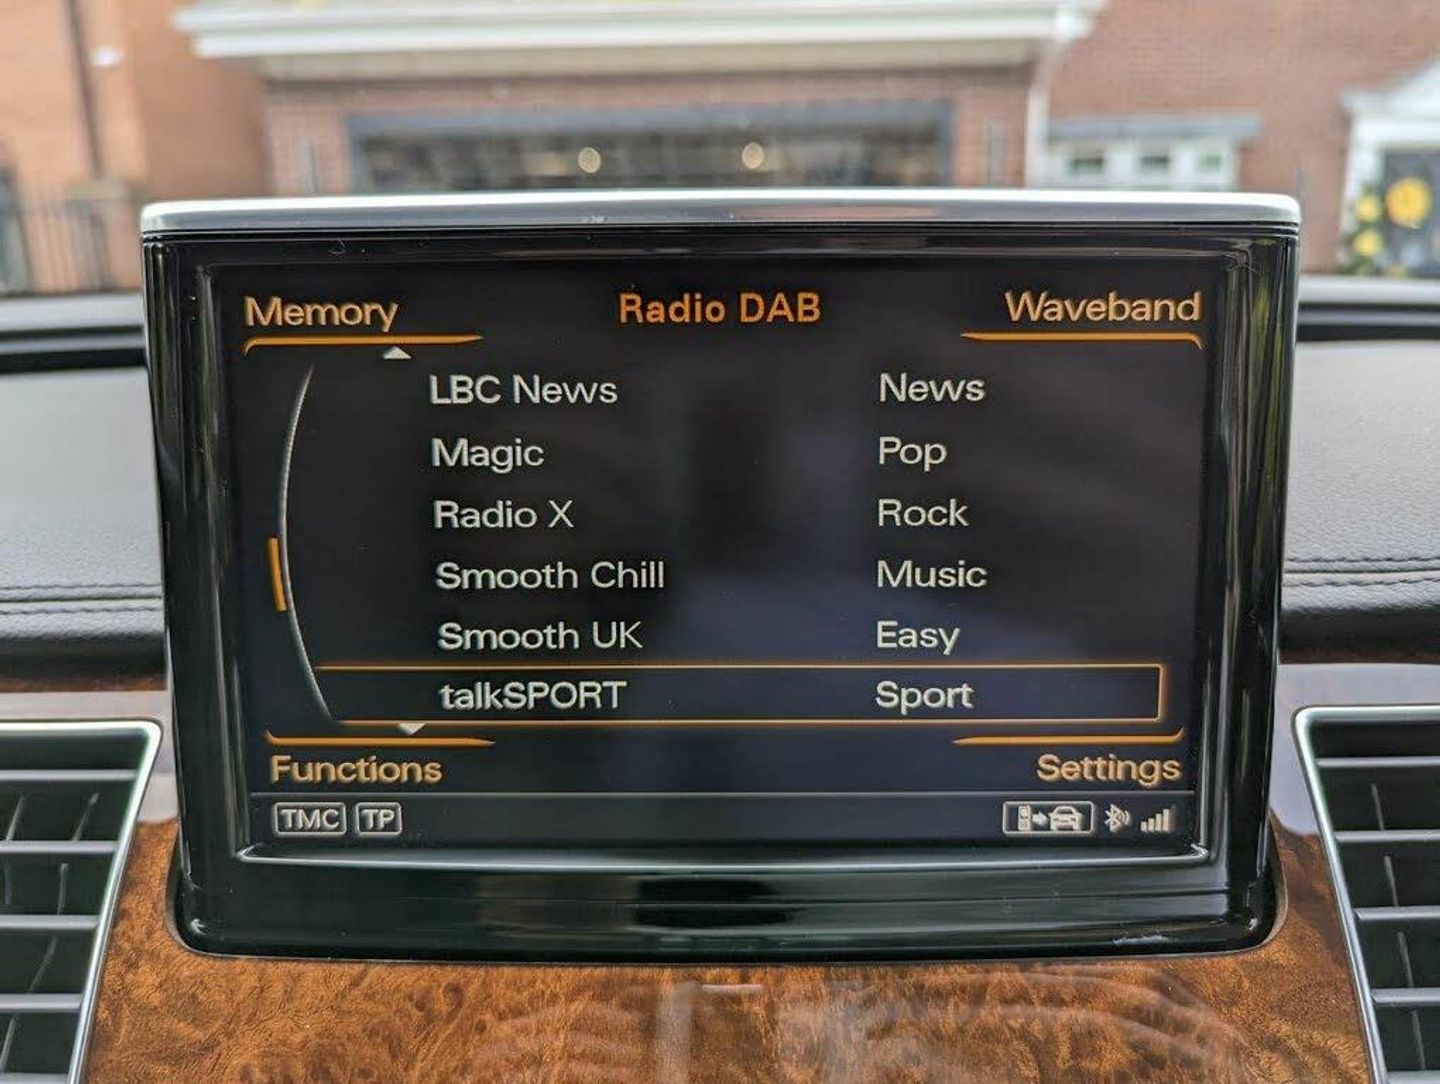 Memory Radio DAB Waveband
LBC News News
Magic Pop
Radio X Rock
Smooth Chill Music
Smooth UK Easy
talkSPORT Sport
Functions Settings
TMC TP